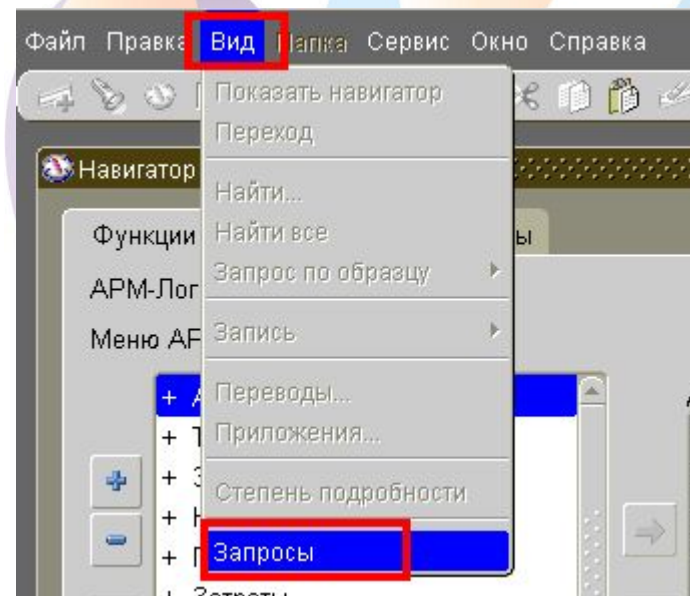 Файл Правка Вид Папка Сервис Окно Справка
Показать навигатор
Переход
Навигатор
Найти...
Функции
Найти все
ы
Запрос по образцу
АРМ-Лог
Запись
Меню АР
Переводы...
Приложения...
Степень подробности
Запросы
Затраты